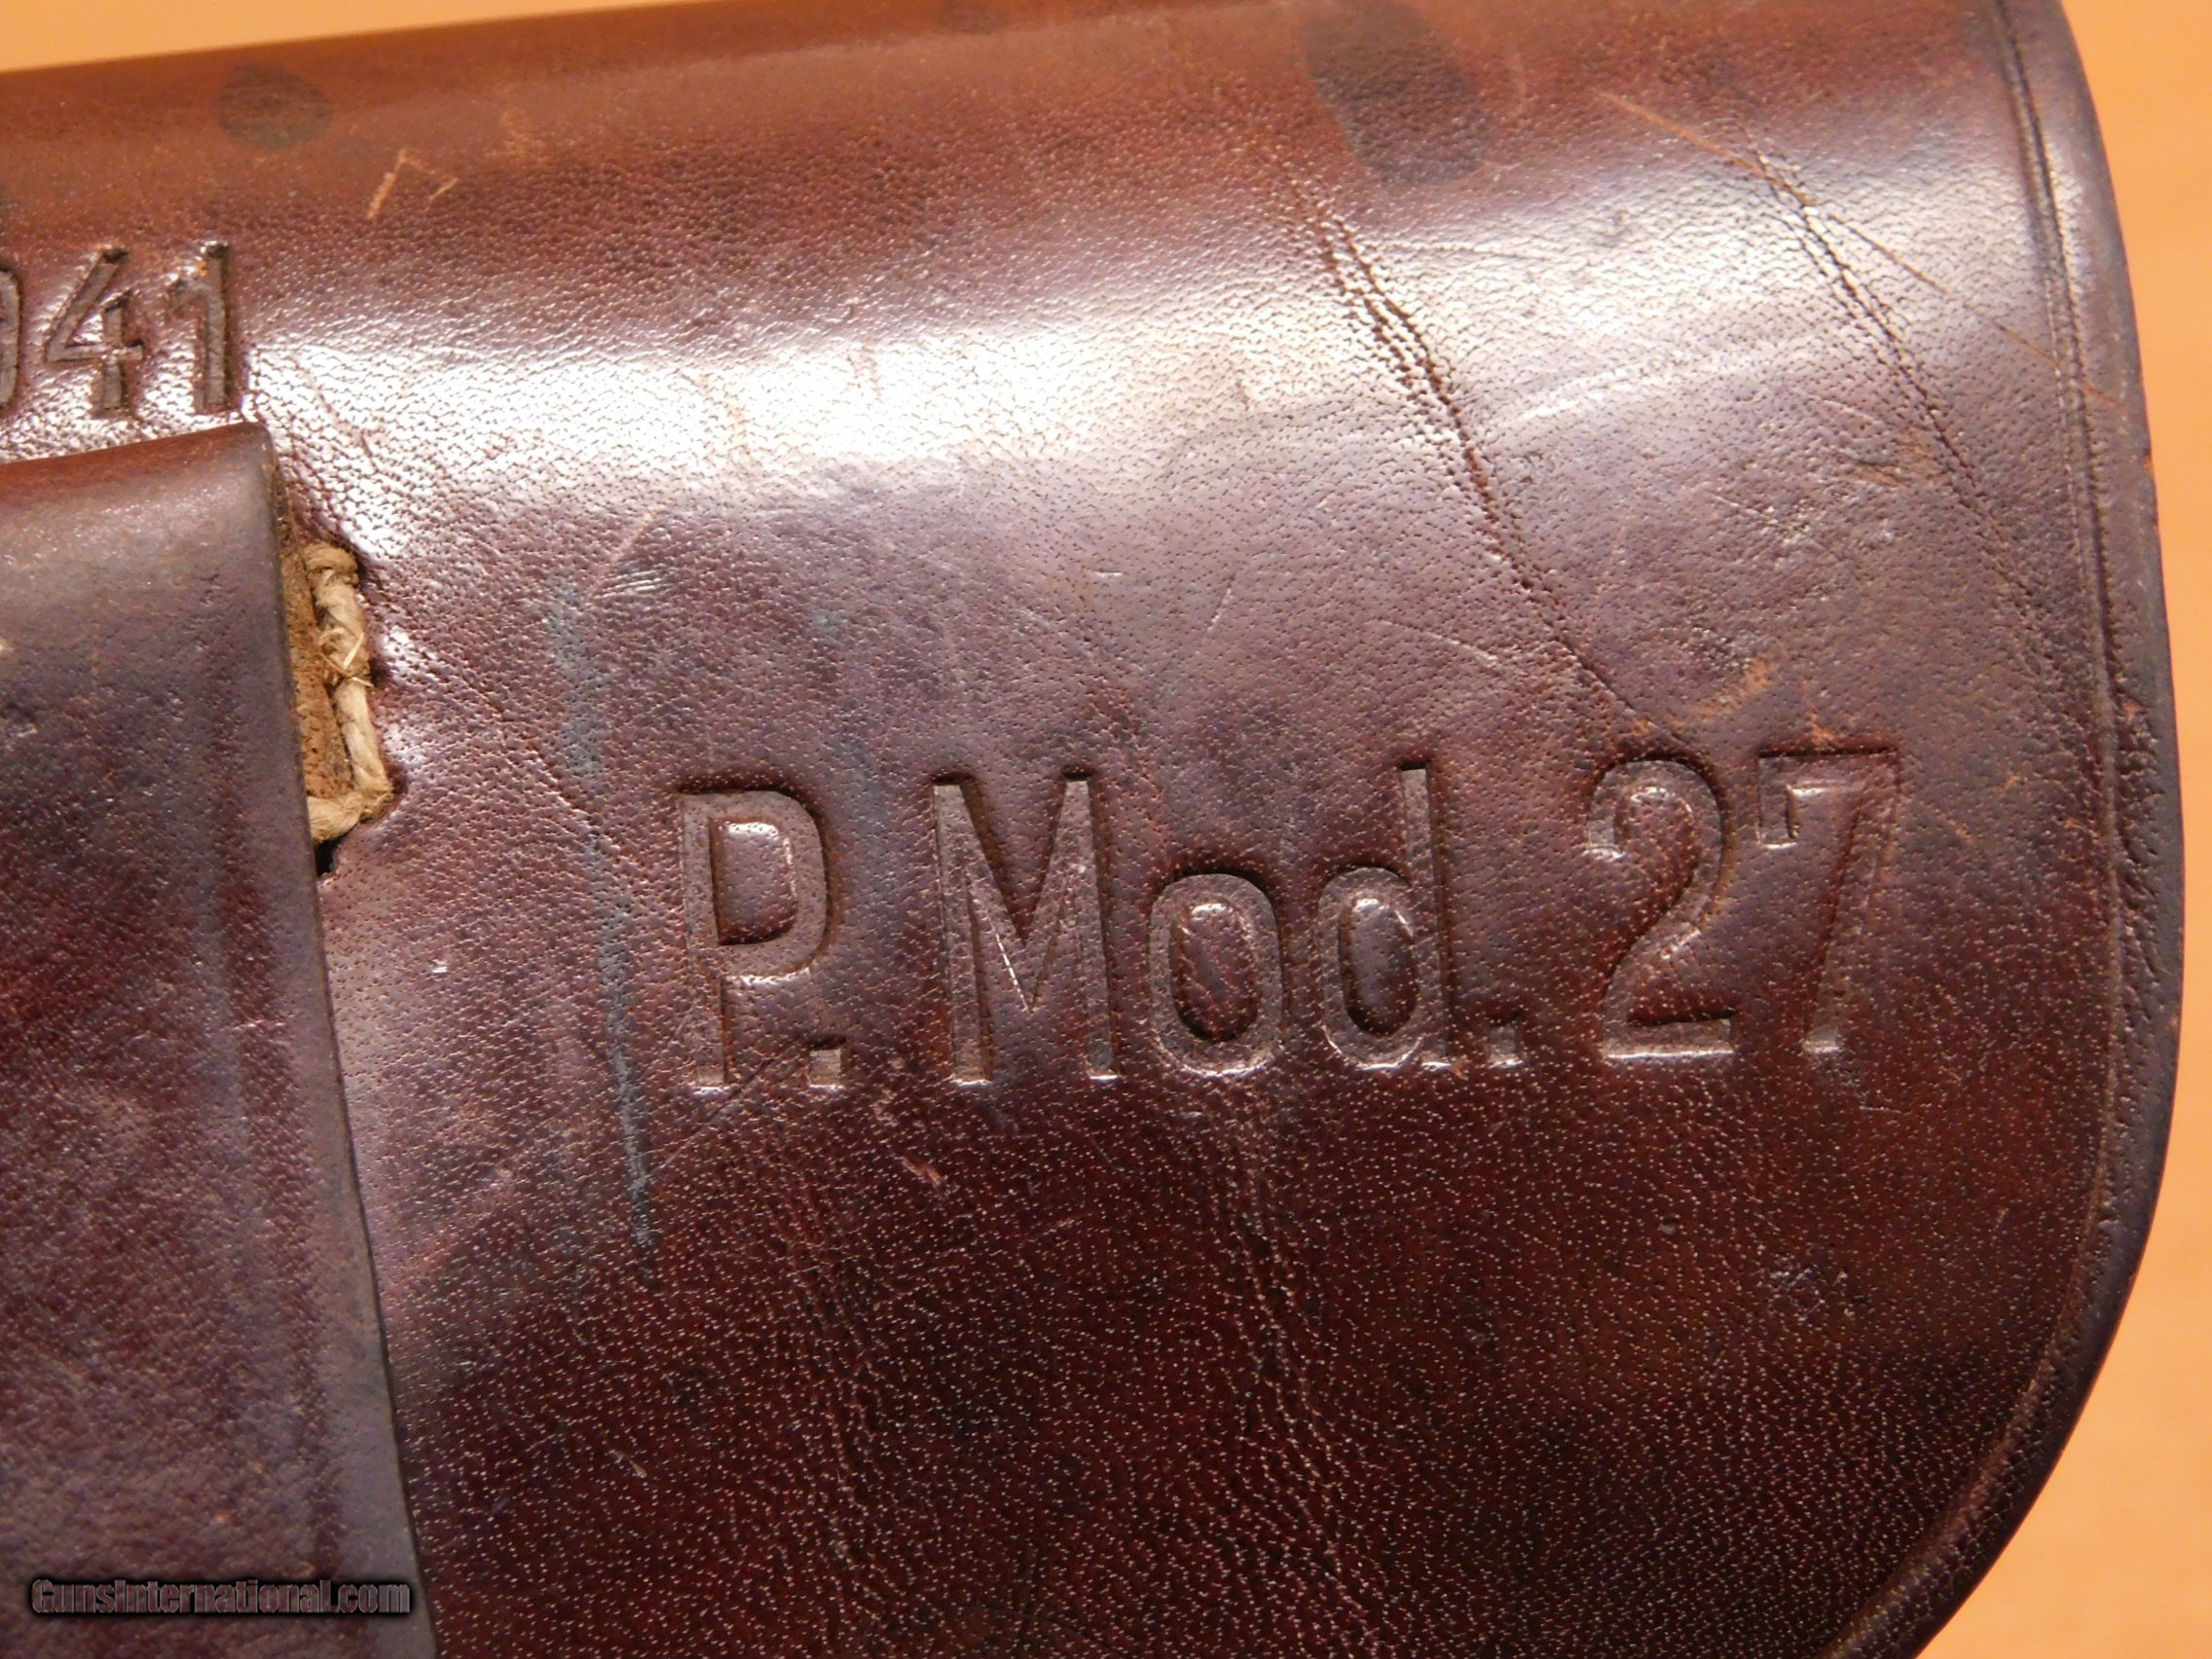 941
P. Mod. 27
GunsInternational.com